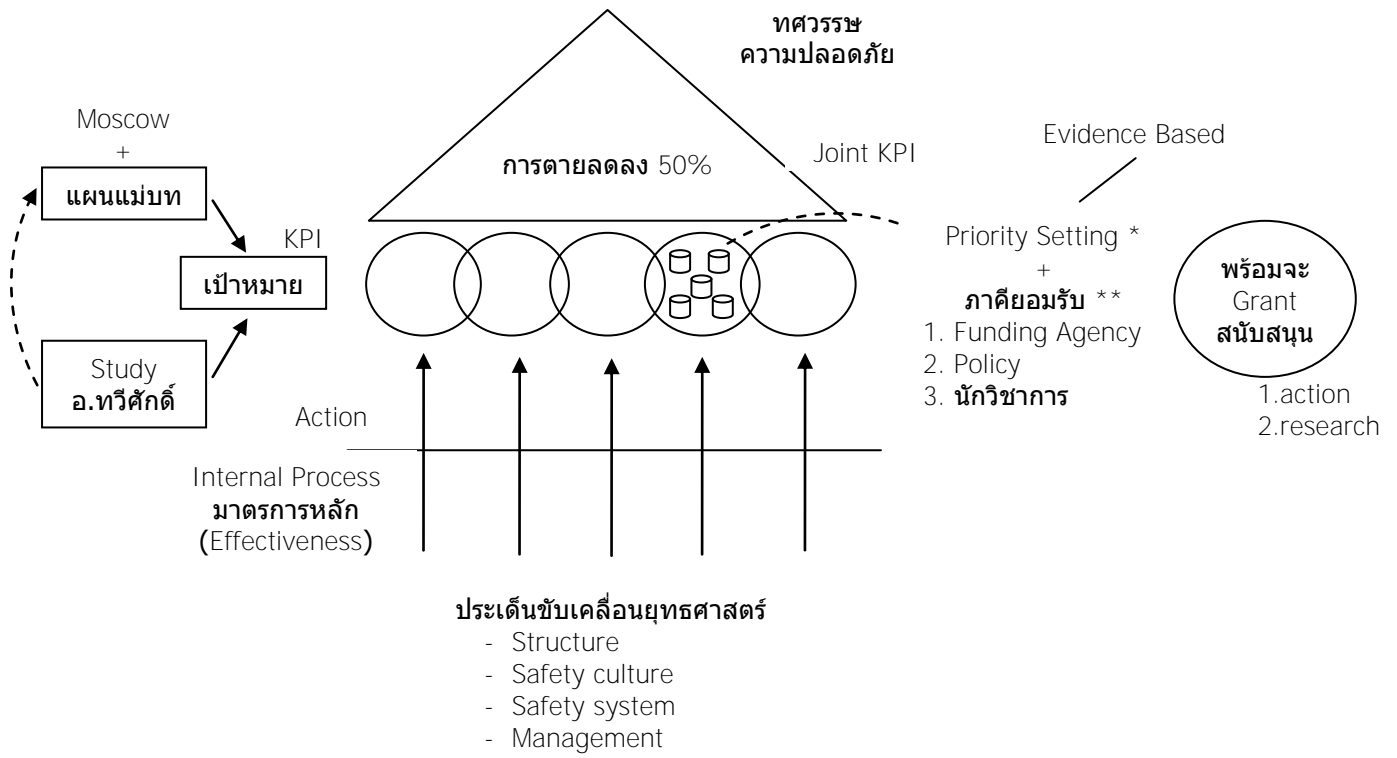 ทศวรรษ
ความปลอดภัย
Moscow
+
แผนแม่บท
การตายลดลง 50%
Joint KPI
Evidence Based
KPI
เป้าหมาย
Study
อ.ทวีศักดิ์
Priority Setting *
+
ภาคียอมรับ **
1. Funding Agency
2. Policy
3. นักวิชาการ
พร้อมจะ
Grant
สนับสนุน
1.action
2.research
Action
Internal Process
มาตรการหลัก
(Effectiveness)
ประเด็นขับเคลื่อนยุทธศาสตร์
- Structure
- Safety culture
- Safety system
- Management